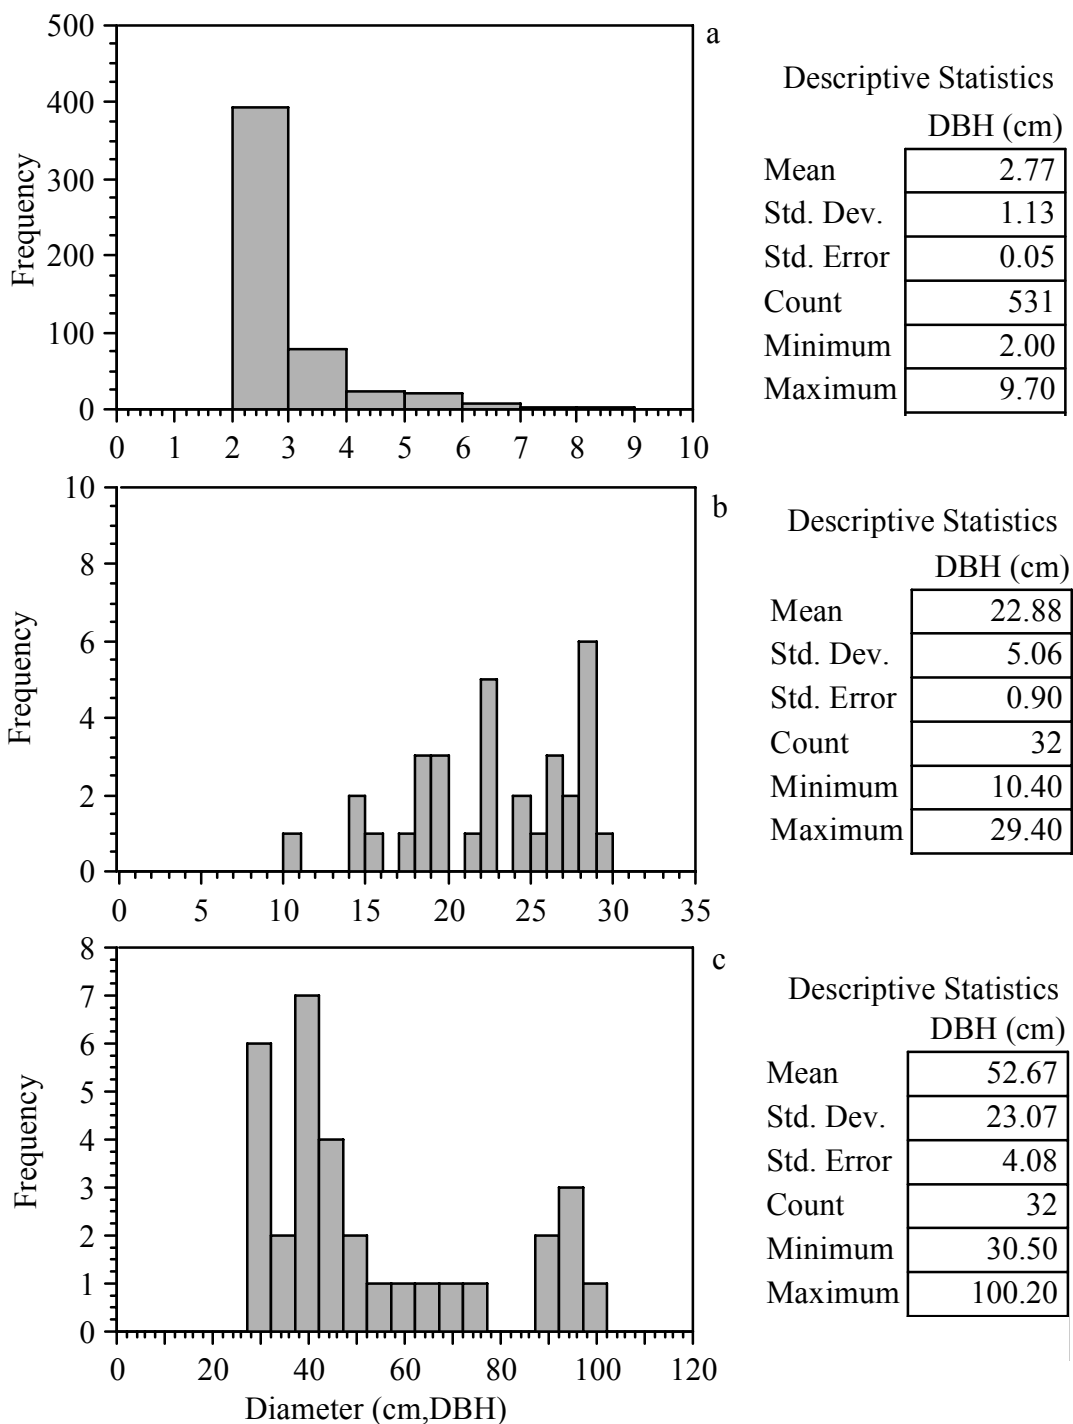 500
400
300
200
100
0
Frequency
0 1 2 3 4 5 6 7 8 9 10
a
Descriptive Statistics
DBH (cm)
Mean 2.77
Std. Dev. 1.13
Std. Error 0.05
Count 531
Minimum 2.00
Maximum 9.70
10
8
6
4
2
0
Frequency
0 5 10 15 20 25 30 35
b
Descriptive Statistics
DBH (cm)
Mean 22.88
Std. Dev. 5.06
Std. Error 0.90
Count 32
Minimum 10.40
Maximum 29.40
8
7
6
5
4
3
2
1
0
Frequency
0 20 40 60 80 100 120
Diameter (cm,DBH)
c
Descriptive Statistics
DBH (cm)
Mean 52.67
Std. Dev. 23.07
Std. Error 4.08
Count 32
Minimum 30.50
Maximum 100.20